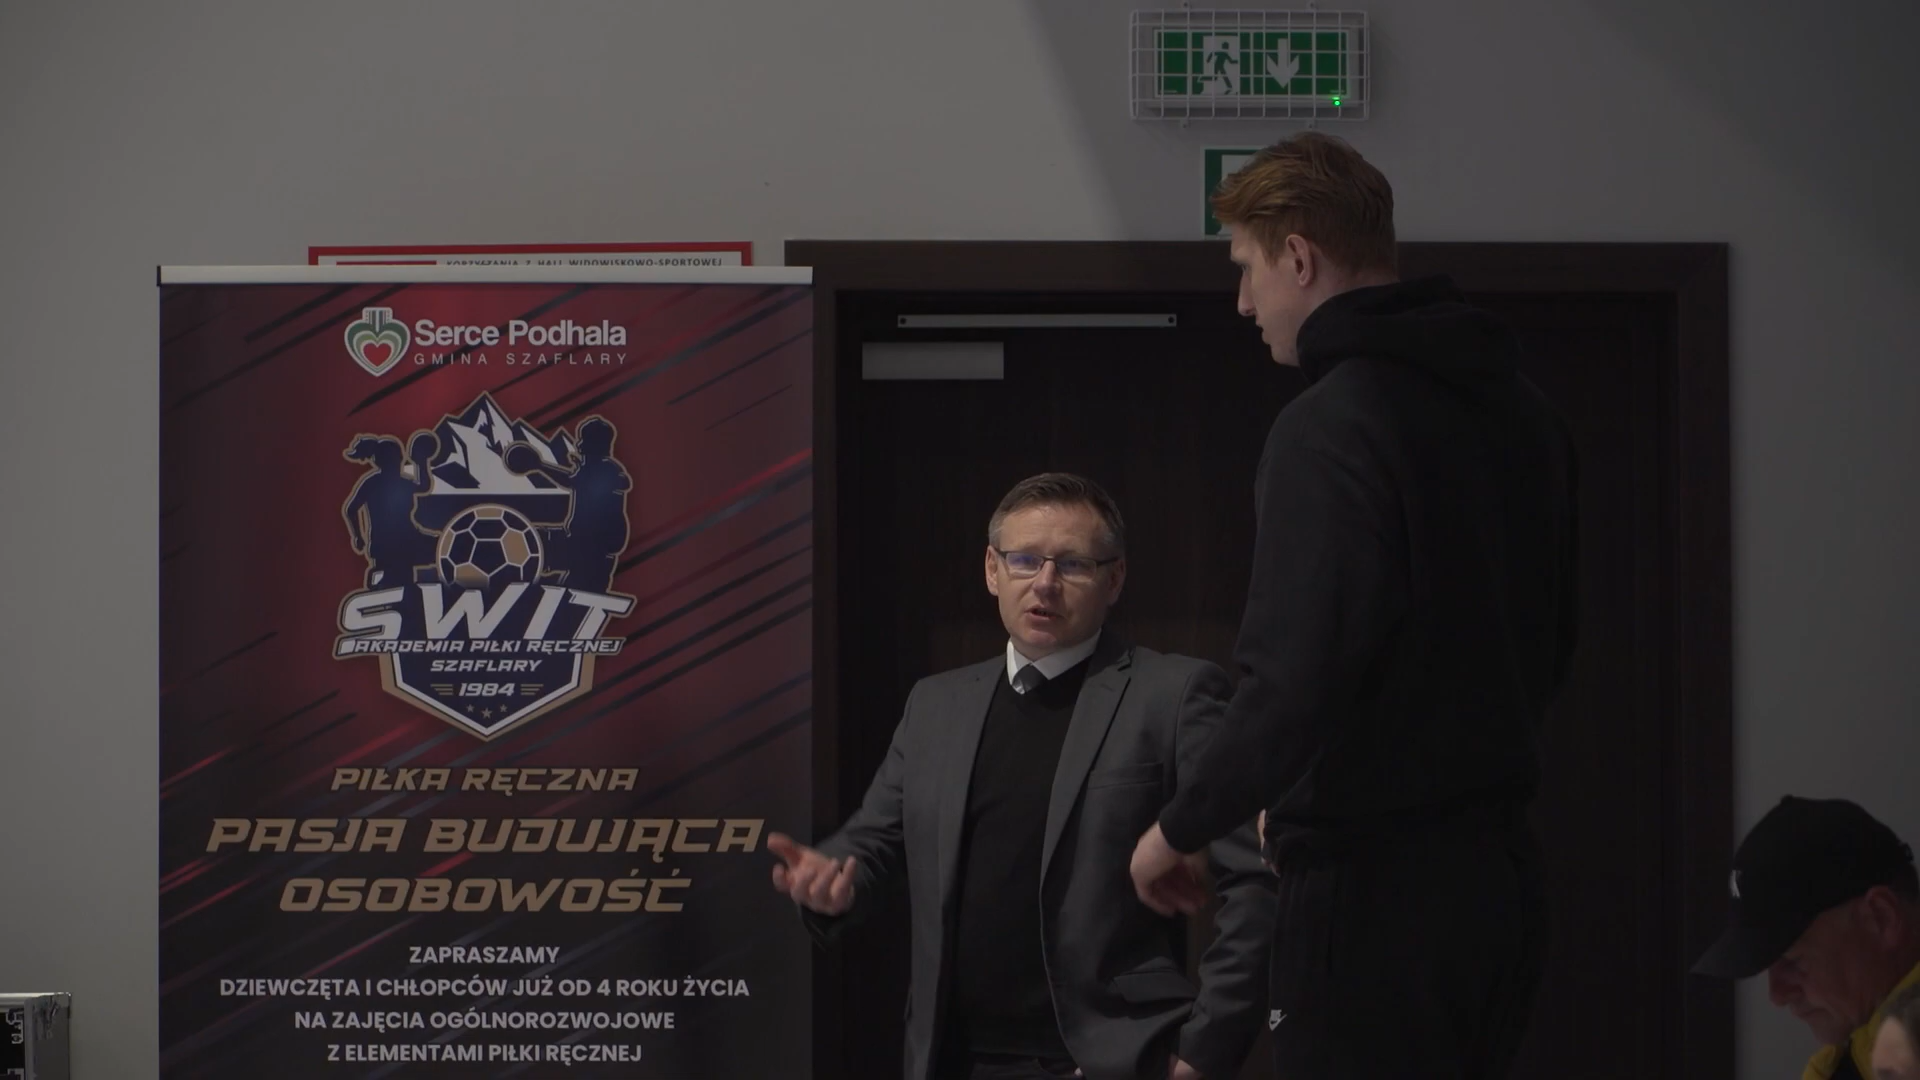 KORZYSTANIA Z HALI WIDOWISKOWO-SPORTOWEJ
Serce Podhala
GMINA SZAFLARY
ŚWIT
AKADEMIA PIŁKI RĘCZNEJ
SZAFLARY
1984
PIŁKA RĘCZNA
PASJA BUDUJĄCA
OSOBOWOŚĆ
ZAPRASZAMY
DZIEWCZĘTA I CHŁOPCÓW JUŻ OD 4 ROKU ŻYCIA
NA ZAJĘCIA OGÓLNOROZWOJOWE
Z ELEMENTAMI PIŁKI RĘCZNEJ